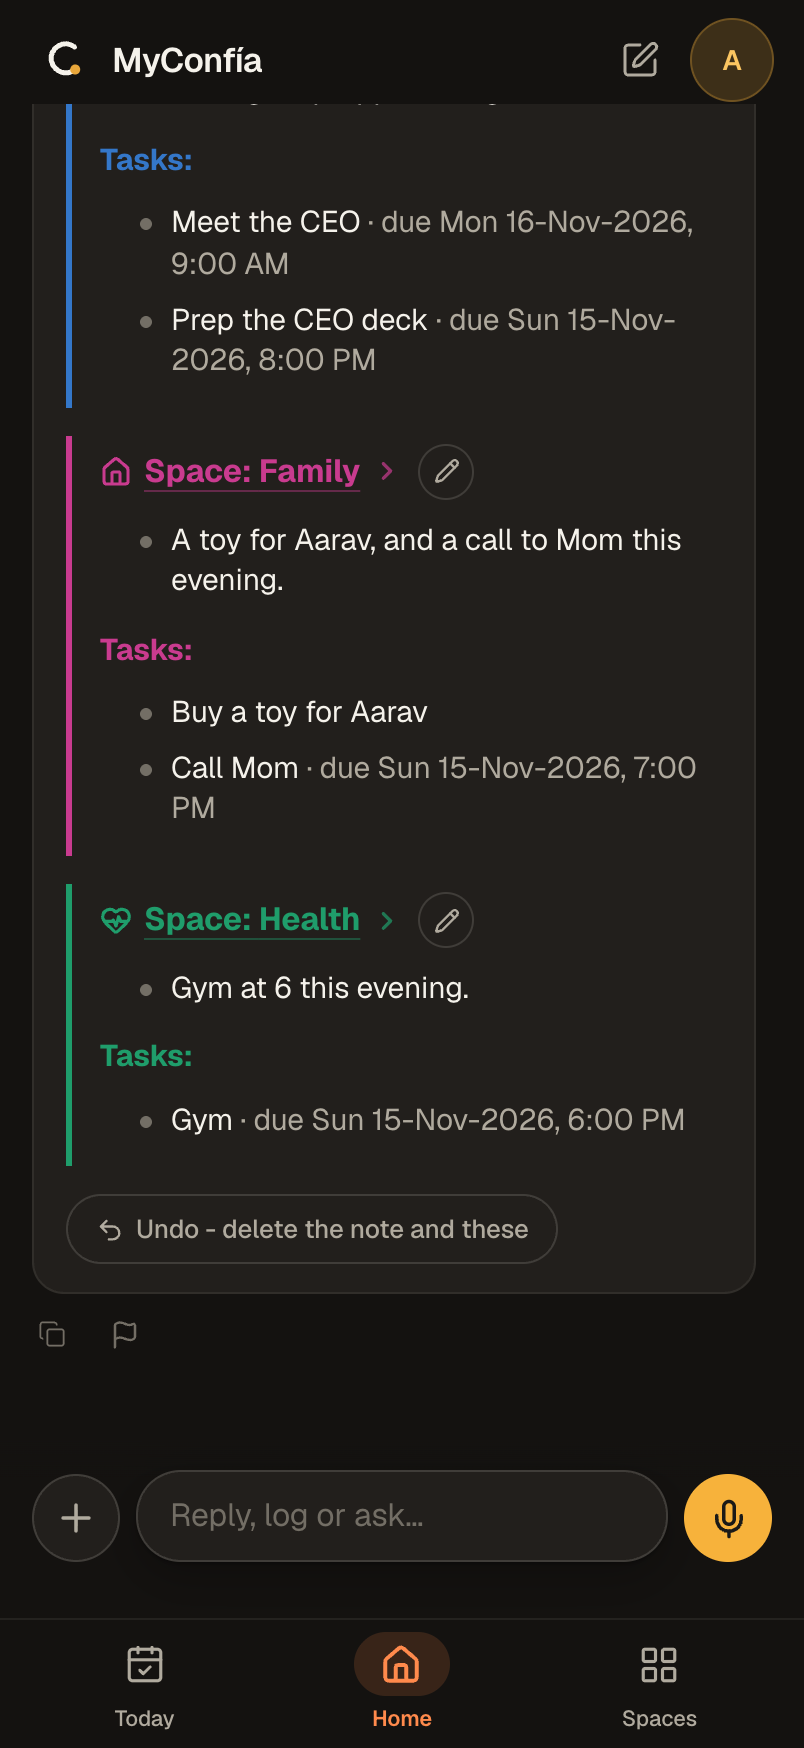 MyConfía
A
Tasks:
Meet the CEO · due Mon 16-Nov-2026,
9:00 AM
Prep the CEO deck · due Sun 15-Nov-
2026, 8:00 PM
Space: Family
A toy for Aarav, and a call to Mom this
evening.
Tasks:
Buy a toy for Aarav
Call Mom · due Sun 15-Nov-2026, 7:00
PM
Space: Health
Gym at 6 this evening.
Tasks:
Gym · due Sun 15-Nov-2026, 6:00 PM
Undo - delete the note and these
Reply, log or ask...
Today
Home
Spaces